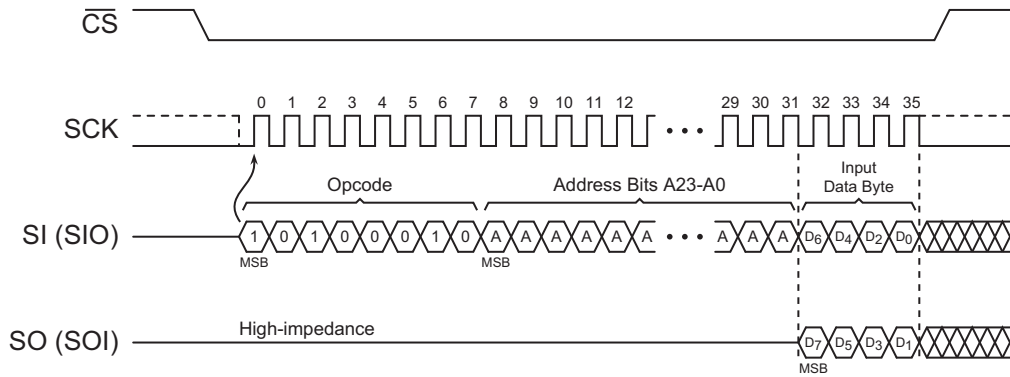 CS
0 1 2 3 4 5 6 7 8 9 10 11 12 29 30 31 32 33 34 35
SCK
Opcode Address Bits A23-A0 Input
Data Byte
SI (SIO) 1 0 1 0 0 0 1 0 A A A A A A A A A D6 D4 D2 D0
MSB MSB
High-impedance
SO (SOI) D7 D5 D3 D1
MSB